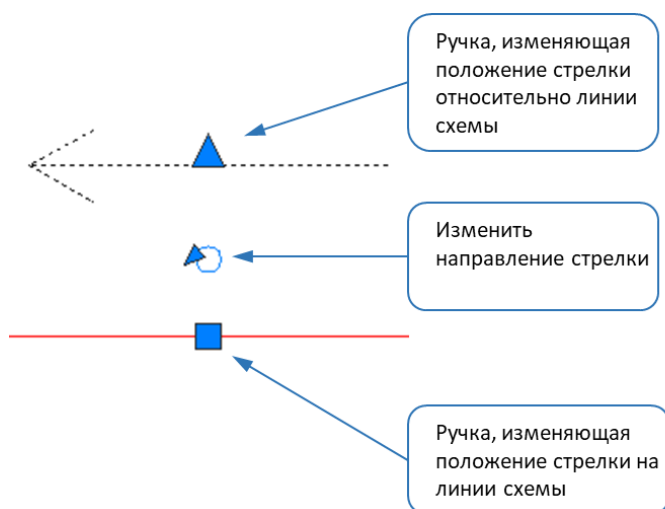 Ручка, изменяющая
положение стрелки
относительно линии
схемы
Изменить
направление стрелки
Ручка, изменяющая
положение стрелки на
линии схемы